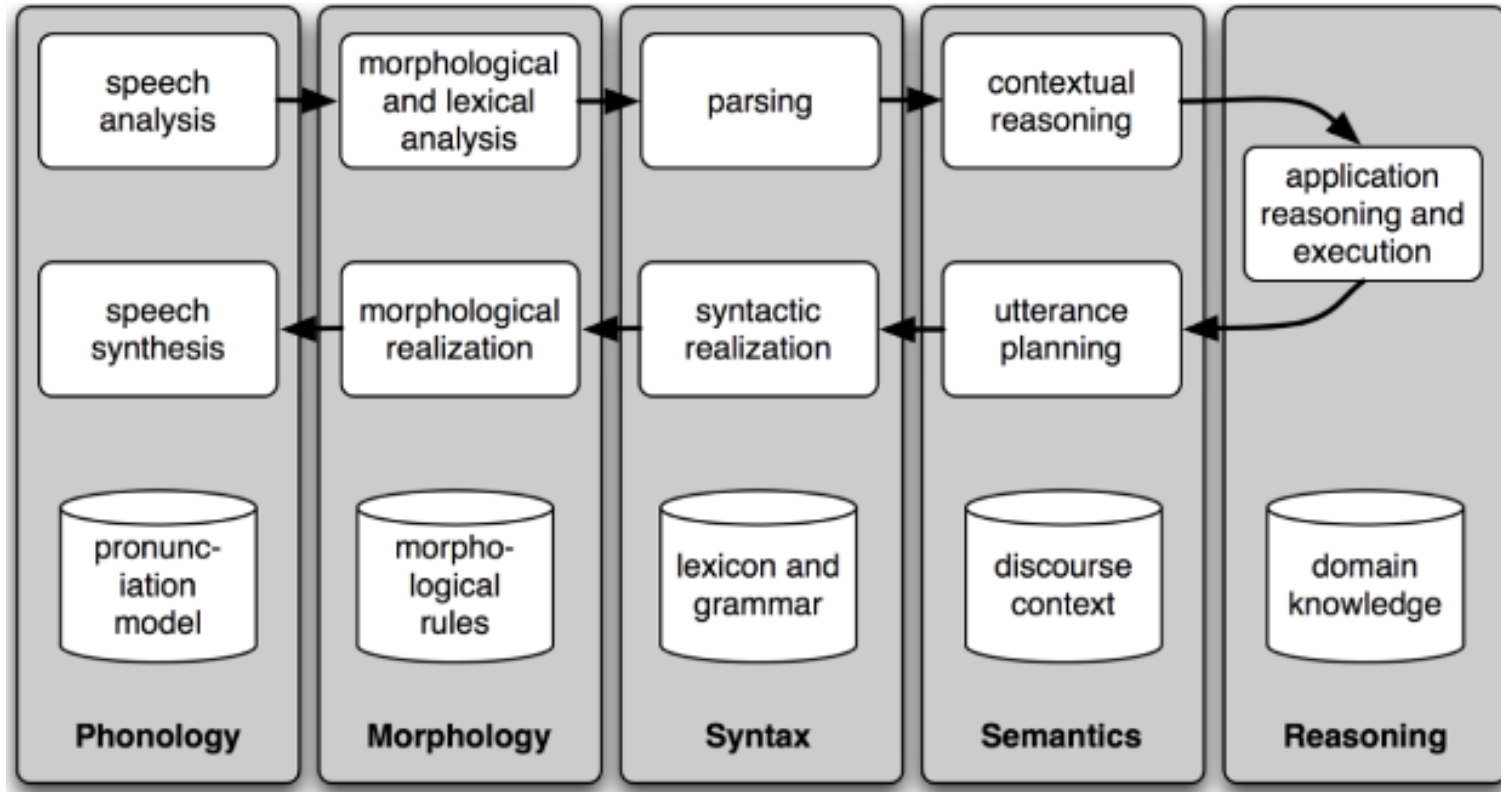 speech
analysis
morphological
and lexical
analysis
parsing
contextual
reasoning
application
reasoning and
execution
speech
synthesis
morphological
realization
syntactic
realization
utterance
planning
pronunc-
iation
model
morpho-
logical
rules
lexicon and
grammar
discourse
context
domain
knowledge
Phonology
Morphology
Syntax
Semantics
Reasoning